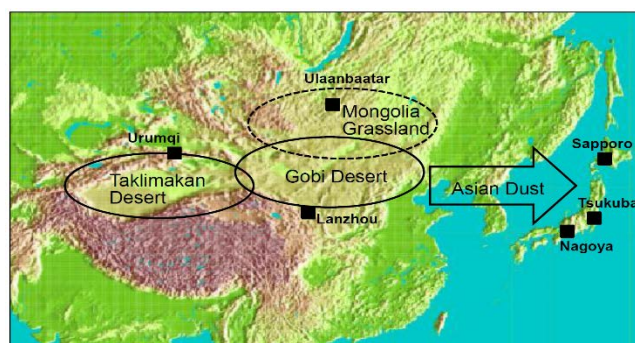 Ulaanbaatar
Mongolia
Grassland
Urumqi
Sapporo
Taklimakan
Desert
Gobi Desert
Asian Dust
Tsukuba
Lanzhou
Nagoya